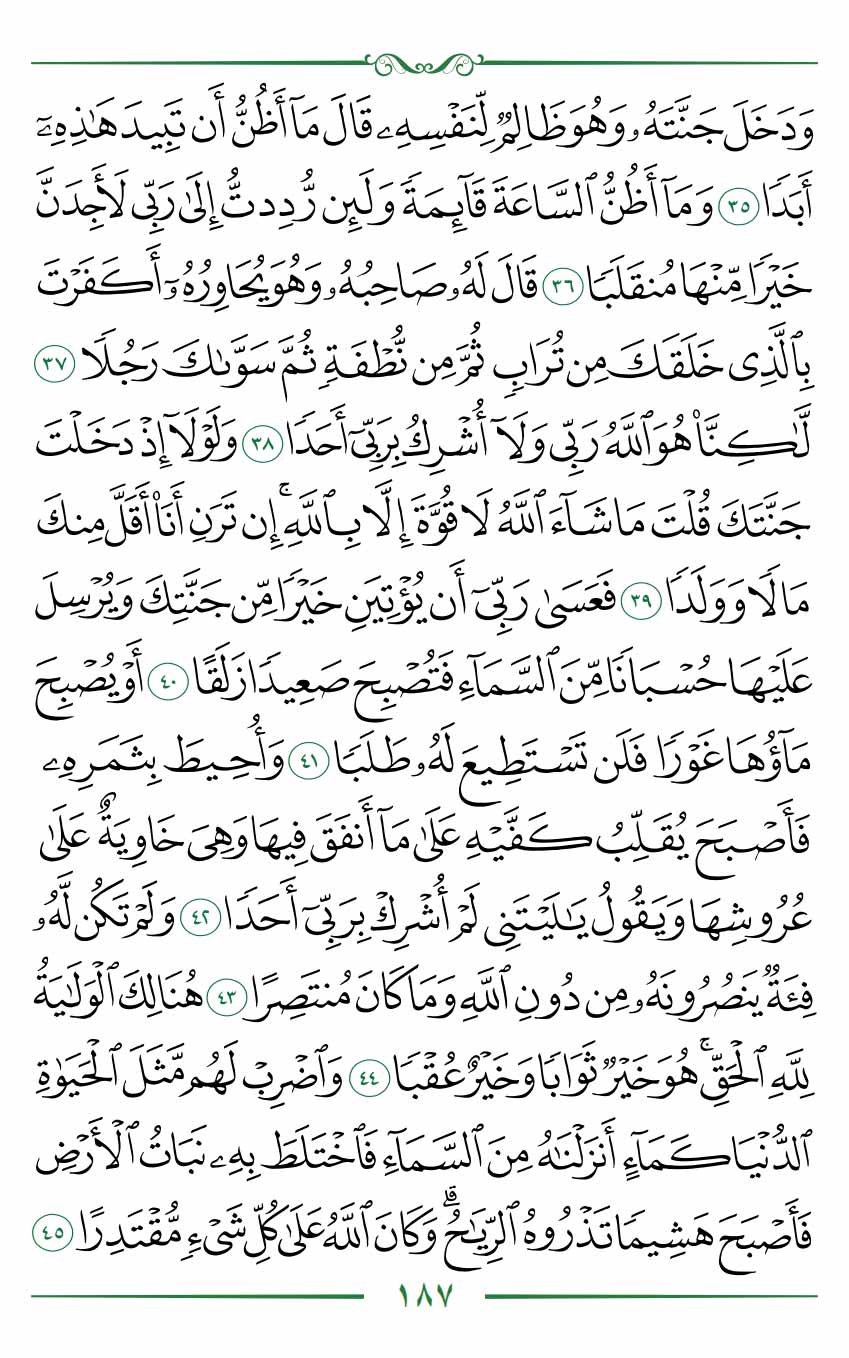 وَدَخَلَ جَنَّتَهُۥ وَهُوَ ظَالِمٌ لِّنَفْسِهِۦ قَالَ مَآ أَظُنُّ أَن تَبِيدَ هَٰذِهِۦٓ
أَبَدًا ٣٥ وَمَآ أَظُنُّ ٱلسَّاعَةَ قَآئِمَةً وَلَئِن رُّدِدتُّ إِلَىٰ رَبِّى لَأَجِدَنَّ
خَيْرًا مِّنْهَا مُنقَلَبًا ٣٦ قَالَ لَهُۥ صَاحِبُهُۥ وَهُوَ يُحَاوِرُهُۥٓ أَكَفَرْتَ
بِٱلَّذِى خَلَقَكَ مِن تُرَابٍ ثُمَّ مِن نُّطْفَةٍ ثُمَّ سَوَّىٰكَ رَجُلًا ٣٧
لَّٰكِنَّا۠ هُوَ ٱللَّهُ رَبِّى وَلَآ أُشْرِكُ بِرَبِّىٓ أَحَدًا ٣٨ وَلَوْلَآ إِذْ دَخَلْتَ
جَنَّتَكَ قُلْتَ مَا شَآءَ ٱللَّهُ لَا قُوَّةَ إِلَّا بِٱللَّهِ ۚ إِن تَرَنِ أَنَا۠ أَقَلَّ مِنكَ
مَالًا وَوَلَدًا ٣٩ فَعَسَىٰ رَبِّىٓ أَن يُؤْتِيَنِ خَيْرًا مِّن جَنَّتِكَ وَيُرْسِلَ
عَلَيْهَا حُسْبَانًا مِّنَ ٱلسَّمَآءِ فَتُصْبِحَ صَعِيدًا زَلَقًا ٤٠ أَوْ يُصْبِحَ
مَآؤُهَا غَوْرًا فَلَن تَسْتَطِيعَ لَهُۥ طَلَبًا ٤١ وَأُحِيطَ بِثَمَرِهِۦ
فَأَصْبَحَ يُقَلِّبُ كَفَّيْهِ عَلَىٰ مَآ أَنفَقَ فِيهَا وَهِىَ خَاوِيَةٌ عَلَىٰ
عُرُوشِهَا وَيَقُولُ يَٰلَيْتَنِى لَمْ أُشْرِكْ بِرَبِّىٓ أَحَدًا ٤٢ وَلَمْ تَكُن لَّهُۥ
فِئَةٌ يَنصُرُونَهُۥ مِن دُونِ ٱللَّهِ وَمَا كَانَ مُنتَصِرًا ٤٣ هُنَالِكَ ٱلْوَلَٰيَةُ
لِلَّهِ ٱلْحَقِّ ۚ هُوَ خَيْرٌ ثَوَابًا وَخَيْرٌ عُقْبًا ٤٤ وَٱضْرِبْ لَهُم مَّثَلَ ٱلْحَيَوٰةِ
ٱلدُّنْيَا كَمَآءٍ أَنزَلْنَٰهُ مِنَ ٱلسَّمَآءِ فَٱخْتَلَطَ بِهِۦ نَبَاتُ ٱلْأَرْضِ
فَأَصْبَحَ هَشِيمًا تَذْرُوهُ ٱلرِّيَٰحُ ۗ وَكَانَ ٱللَّهُ عَلَىٰ كُلِّ شَىْءٍ مُّقْتَدِرًا ٤٥
١٨٧